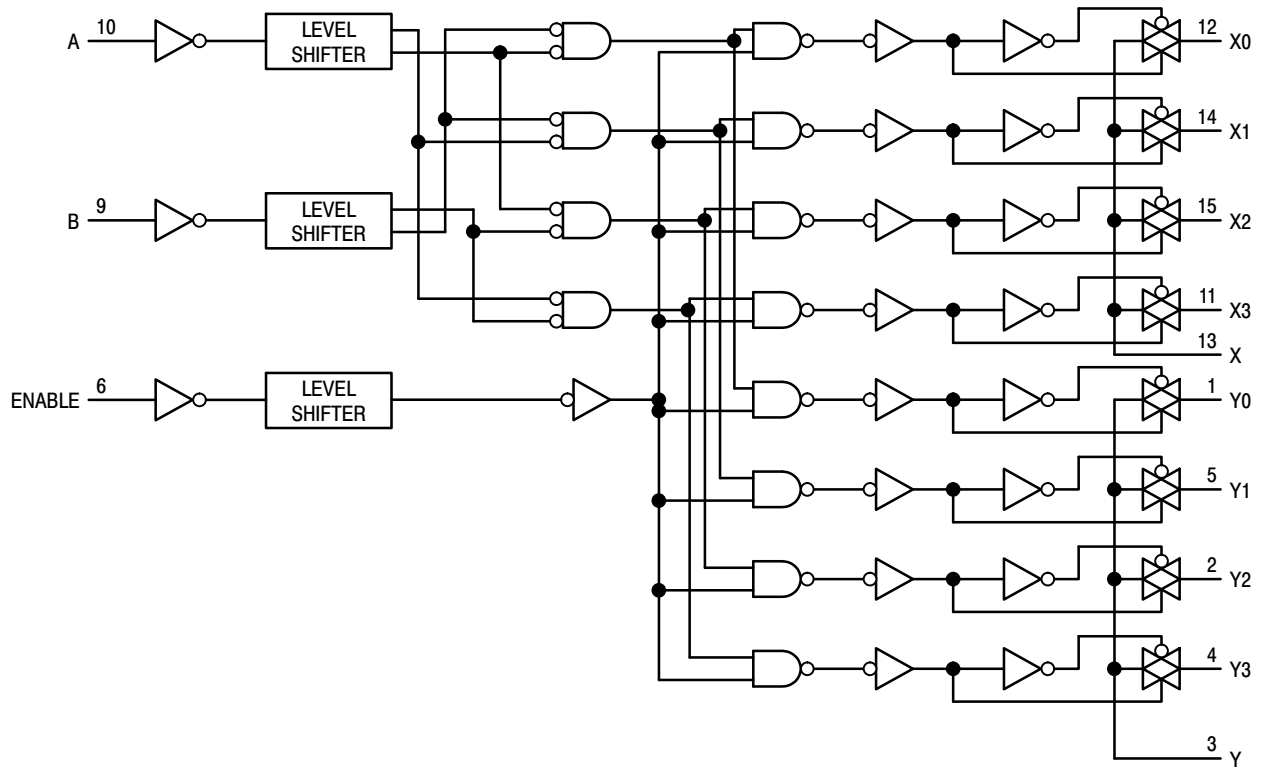 A 10 LEVEL SHIFTER 12 X0
14 X1
B 9 LEVEL SHIFTER 15 X2
11 X3
13 X
ENABLE 6 LEVEL SHIFTER 1 Y0
5 Y1
2 Y2
4 Y3
3 Y